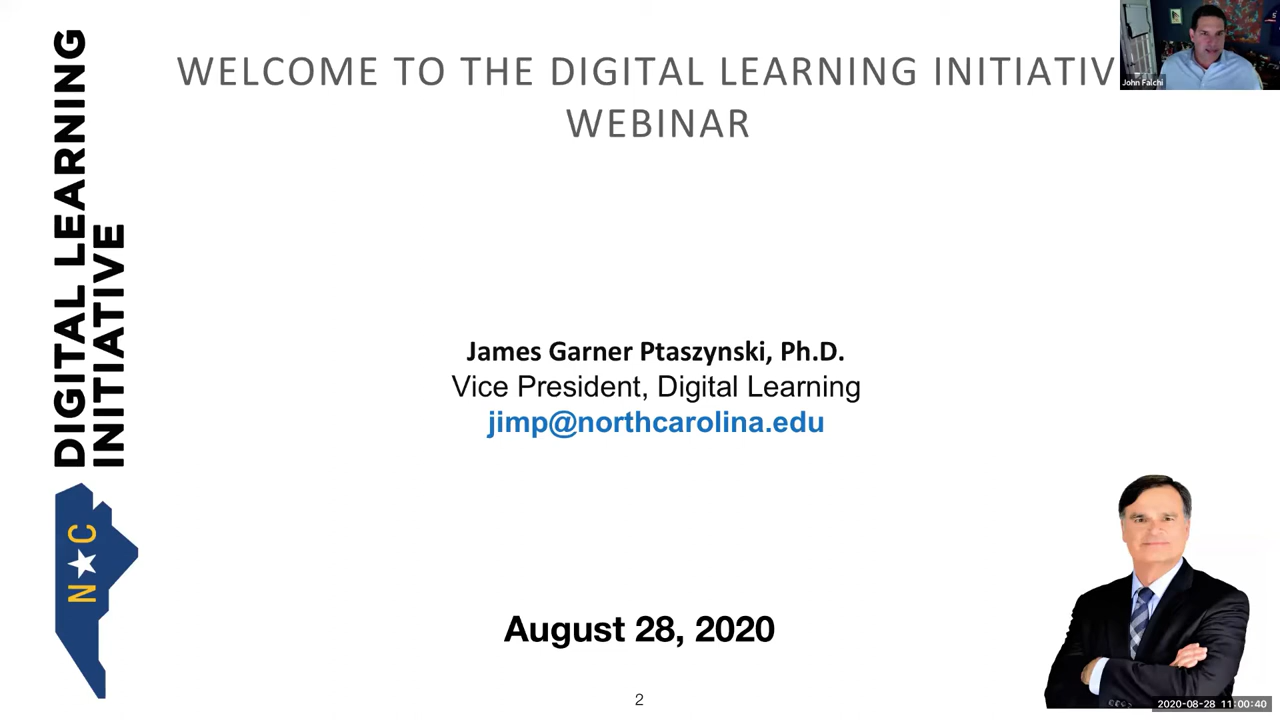 WELCOME TO THE DIGITAL LEARNING INITIATIV
WEBINAR
John Falchi
DIGITAL LEARNING
INITIATIVE
N C
James Garner Ptaszynski, Ph.D.
Vice President, Digital Learning
jimp@northcarolina.edu
August 28, 2020
2
2020-08-28 11:00:40